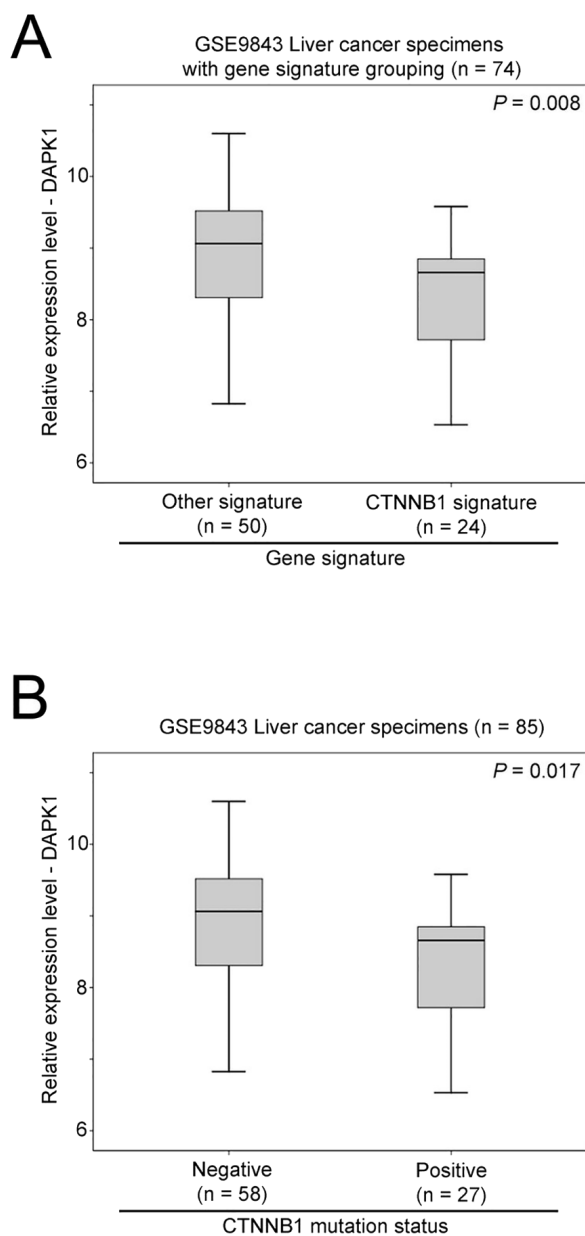 A
GSE9843 Liver cancer specimens
with gene signature grouping (n = 74)
P = 0.008
Relative expression level - DAPK1
10
8
6
Other signature
(n = 50)
CTNNB1 signature
(n = 24)
Gene signature
B
GSE9843 Liver cancer specimens (n = 85)
P = 0.017
Relative expression level - DAPK1
10
8
6
Negative
(n = 58)
Positive
(n = 27)
CTNNB1 mutation status